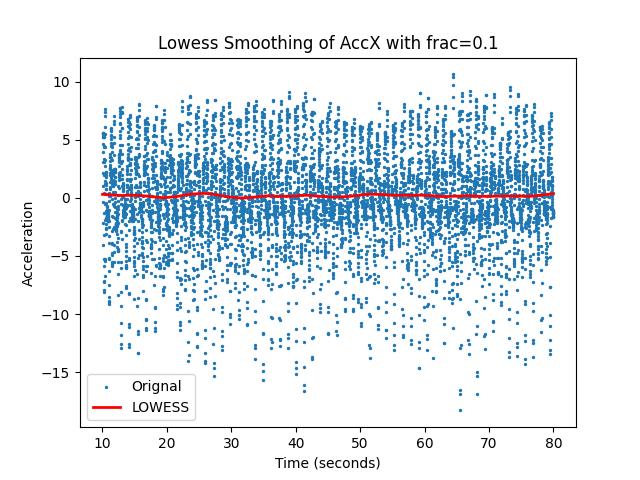 Lowess Smoothing of AccX with frac=0.1
10
5
0
−5
−10
−15
Acceleration
Orignal
LOWESS
10 20 30 40 50 60 70 80
Time (seconds)